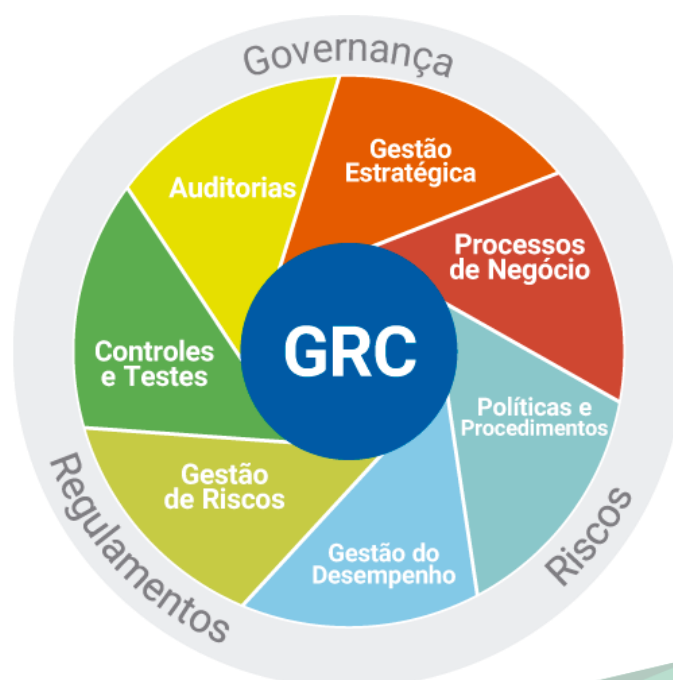 Governança
Gestão
Estratégica
Auditorias
Processos
de Negócio
GRC
Controles
e Testes
Políticas e
Procedimentos
Gestão
de Riscos
Gestão do
Desempenho
Regulamentos
Riscos